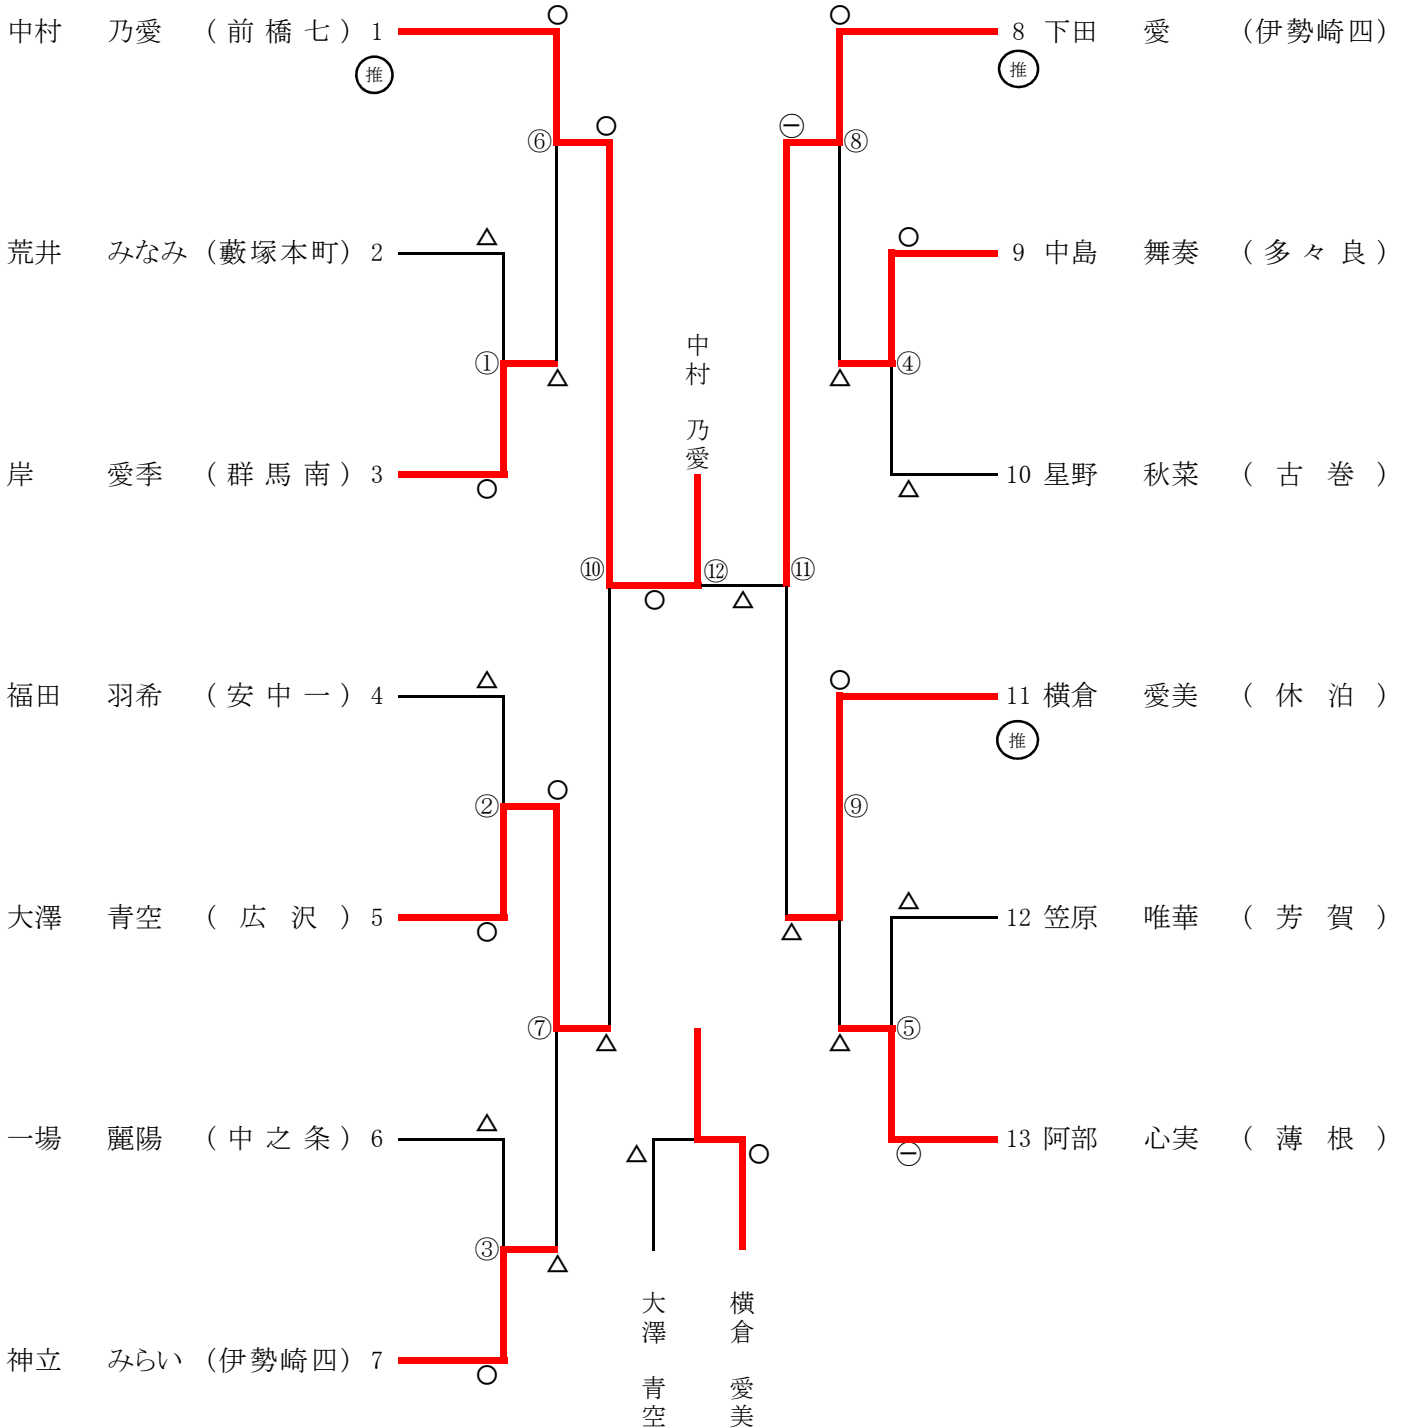 中村 乃愛 (前橋七) 1
推
荒井 みなみ (藪塚本町) 2
岸 愛季 (群馬南) 3
福田 羽希 (安中一) 4
大澤 青空 (広沢) 5
一場 麗陽 (中之条) 6
神立 みらい (伊勢崎四) 7
⑥
①
②
⑦
③
⑩
中村 乃愛
⑫
⑪
大澤 青空
横倉 愛美
⑧
④
⑨
⑤
8 下田 愛 (伊勢崎四)
推
9 中島 舞奏 (多々良)
10 星野 秋菜 (古巻)
11 横倉 愛美 (休泊)
推
12 笠原 唯華 (芳賀)
13 阿部 心実 (薄根)